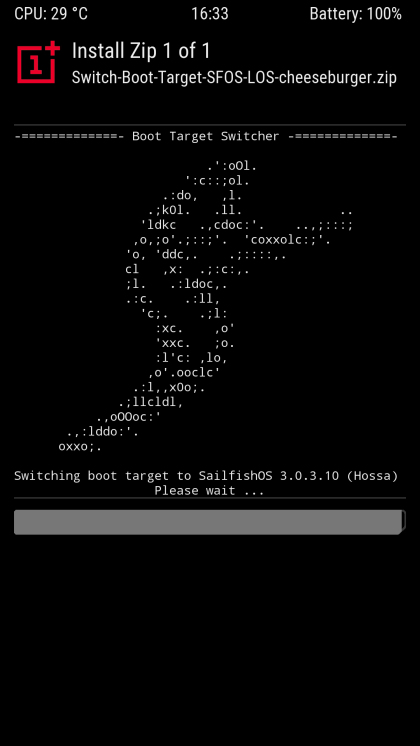 CPU: 29 °C 16:33 Battery: 100%
Install Zip 1 of 1
Switch-Boot-Target-SFOS-LOS-cheeseburger.zip
-=============- Boot Target Switcher -=============-
.':oOl.
':c::;ol.
.:do,   ,l.
.;kOl.   .ll.             ..
'ldkc   .,cdoc:'.    ..,;:::;
,o,;o'.;::;'.  'coxxolc:;'.
'o, 'ddc,.    .;::::,.
cl   ,x:  .;:c:,.
;l.   .:ldoc,.
.:c.    .:ll,
'c;.    .;l:
:xc.    ,o'
'xxc.   ;o.
:l'c: ,lo,
,o'.ooclc'
.:l,,xOo;.
.;llcldl,
.,oOOoc:'
.,:lddo:'.
oxxo;.
Switching boot target to SailfishOS 3.0.3.10 (Hossa)
Please wait ...